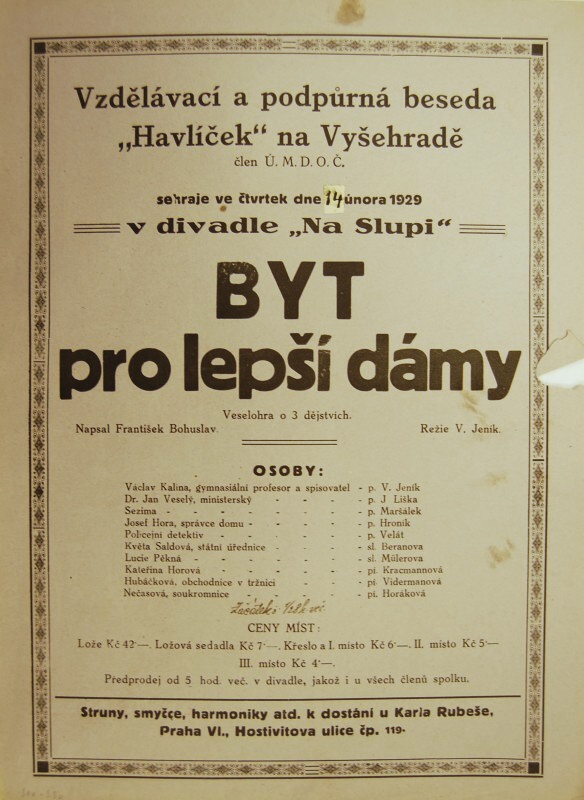 Vzdělávací a podpůrná beseda
„Havlíček“ na Vyšehradě
člen Ú. M. D. O. Č.
sehraje ve čtvrtek dne 14 února 1929
v divadle „Na Slupi“
BYT
pro lepší dámy
Veselohra o 3 dějstvích.
Napsal František Bohuslav. Režie V. Jeník.
OSOBY:
Václav Kalina, gymnasiální profesor a spisovatel - p. V. Jeník
Dr. Jan Veselý, ministerský - - - - p. J Liška
Sezima - - - - - - - - p. Maršálek
Josef Hora, správce domu - - - - - p. Hroník
Policejní detektiv - - - - - - p. Velát
Květa Saldová, státní úřednice - - - - sl. Beranova
Lucie Pěkná - - - - - - - sl. Mülerova
Kateřina Horová - - - - - - pí. Kracmannová
Hubáčková, obchodnice v tržnici - - - pí. Vidermanová
Nečasová, soukromnice - - - - - pí. Horáková
CENY MÍST:
Lože Kč 42·—. Ložová sedadla Kč 7·—. Křeslo a I. místo Kč 6·—. II. místo Kč 5·—
III. místo Kč 4·—.
Předprodej od 5 hod. več. v divadle, jakož i u všech členů spolku.
Struny, smyčce, harmoniky atd. k dostání u Karla Rubeše,
Praha VI., Hostivitova ulice čp. 119·